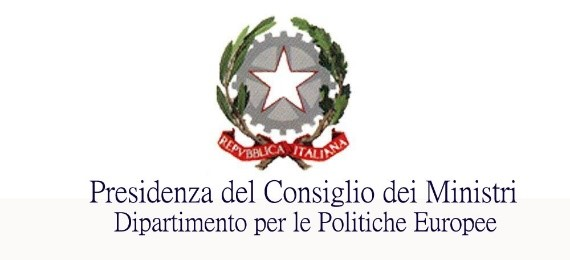 REPVBBLICA ITALIANA
Presidenza del Consiglio dei Ministri
Dipartimento per le Politiche Europee